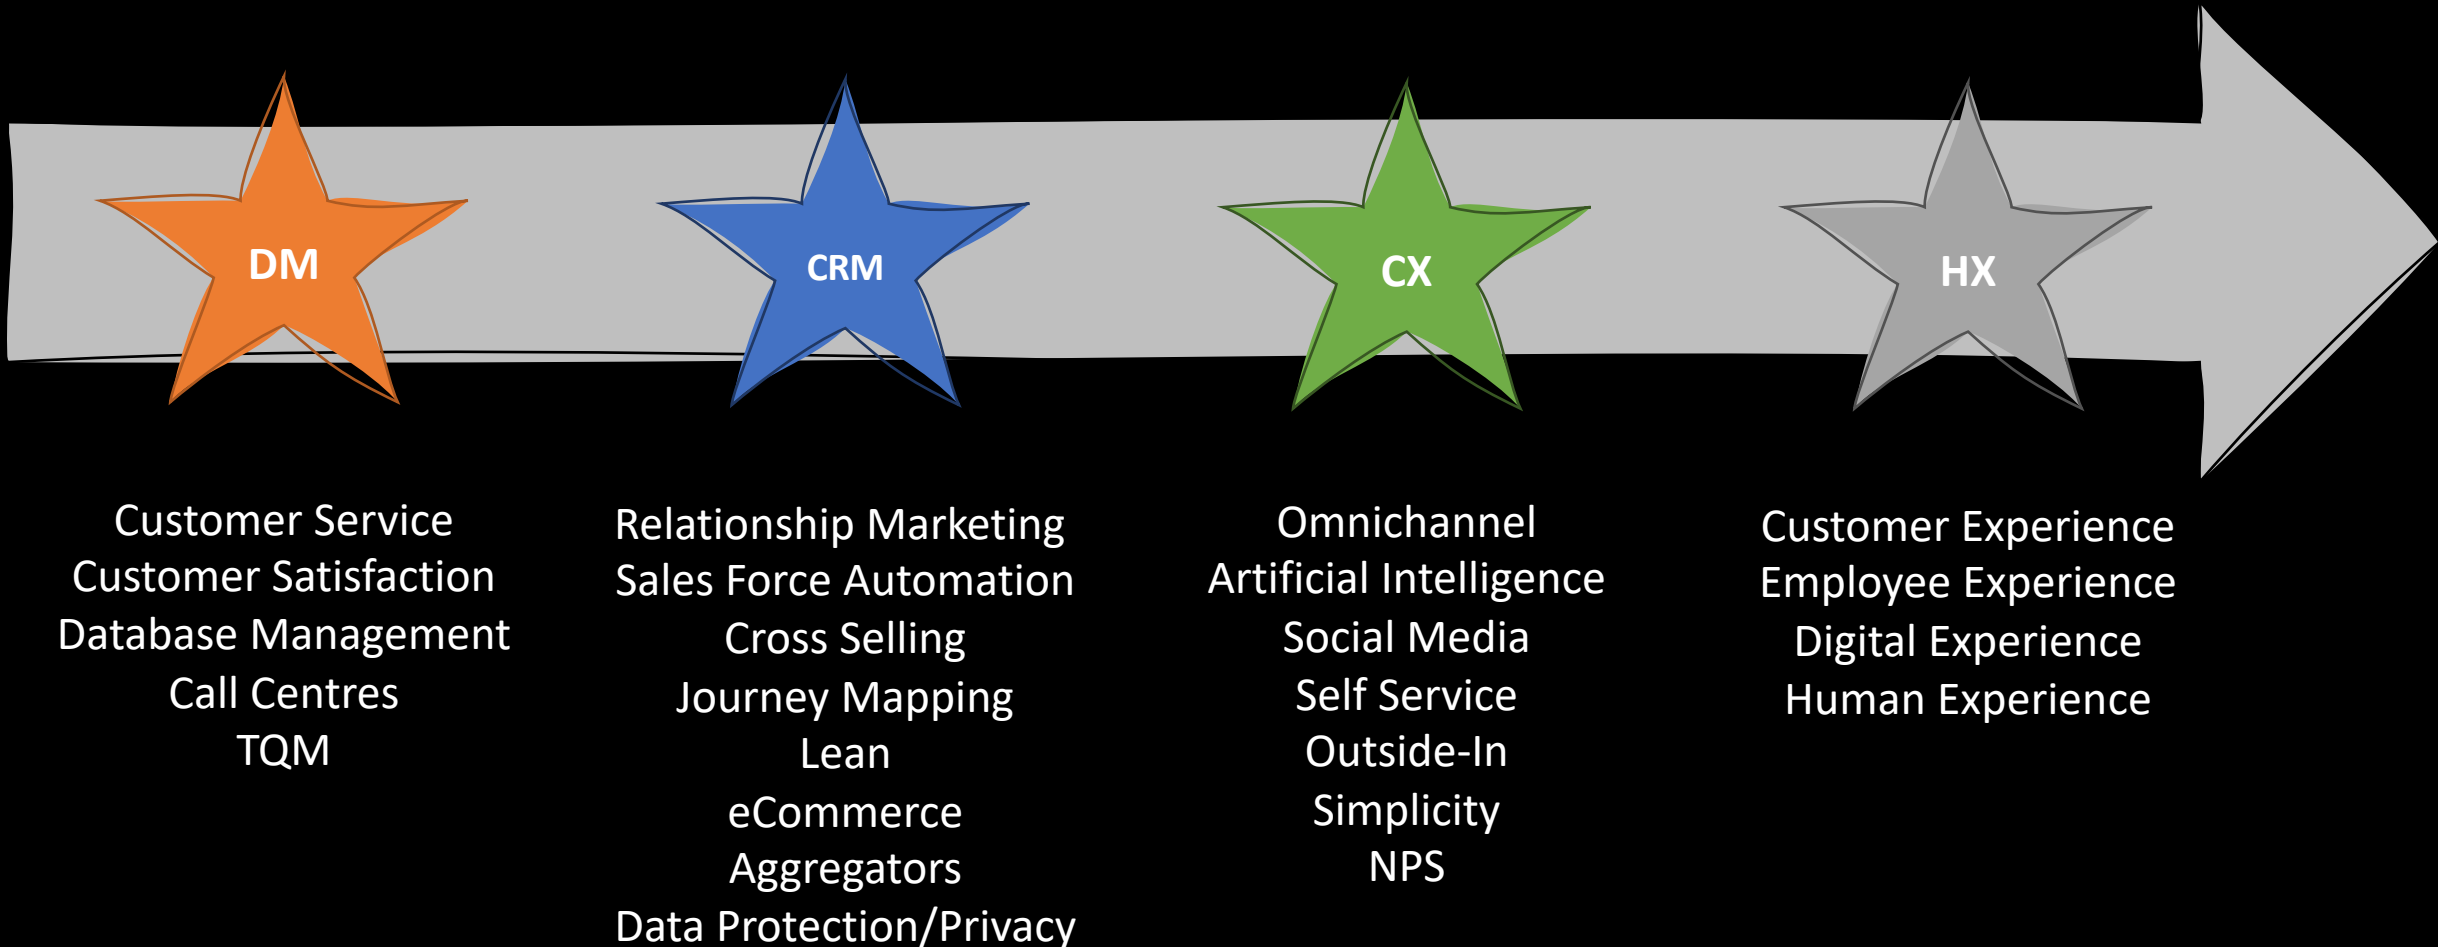 DM
CRM
CX
HX
Customer Service
Customer Satisfaction
Database Management
Call Centres
TQM
Relationship Marketing
Sales Force Automation
Cross Selling
Journey Mapping
Lean
eCommerce
Aggregators
Data Protection/Privacy
Omnichannel
Artificial Intelligence
Social Media
Self Service
Outside-In
Simplicity
NPS
Customer Experience
Employee Experience
Digital Experience
Human Experience